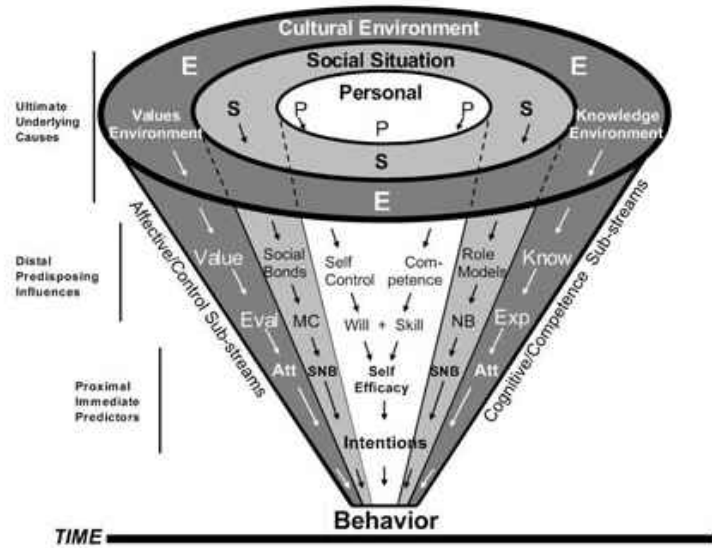 Cultural Environment
E E
Social Situation
Personal
Ultimate
Underlying
Causes
Values
Environment
S P P S
P
Knowledge
Environment
S
E
Distal
Predisposing
Influences
Value
Social
Bonds
Self
Control
Com-
petence
Role
Models
Know
Eval
MC
Will + Skill
NB
Exp
Proximal
Immediate
Predictors
Att
SNB
Self
Efficacy
SNB
Att
Intentions
Affective/Control Sub-streams
Cognitive/Competence Sub-streams
Behavior
TIME